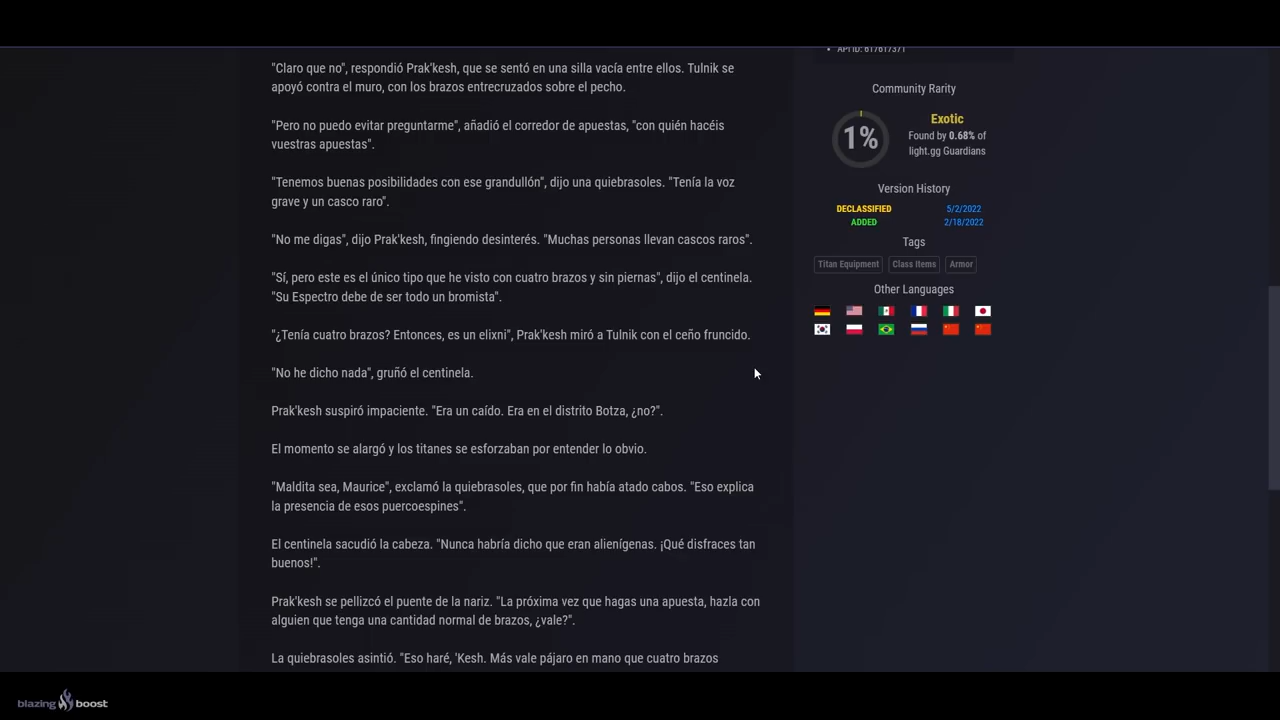 "Claro que no", respondió Prak'kesh, que se sentó en una silla vacía entre ellos. Tulnik se
apoyó contra el muro, con los brazos entrecruzados sobre el pecho.
"Pero no puedo evitar preguntarme", añadió el corredor de apuestas, "con quién hacéis
vuestras apuestas".
"Tenemos buenas posibilidades con ese grandullón", dijo una quiebrasoles. "Tenía la voz
grave y un casco raro".
"No me digas", dijo Prak'kesh, fingiendo desinterés. "Muchas personas llevan cascos raros".
"Sí, pero este es el único tipo que he visto con cuatro brazos y sin piernas", dijo el centinela.
"Su Espectro debe de ser todo un bromista".
"¿Tenía cuatro brazos? Entonces, es un elixni", Prak'kesh miró a Tulnik con el ceño fruncido.
"No he dicho nada", gruñó el centinela.
Prak'kesh suspiró impaciente. "Era un caído. Era en el distrito Botza, ¿no?".
El momento se alargó y los titanes se esforzaban por entender lo obvio.
"Maldita sea, Maurice", exclamó la quiebrasoles, que por fin había atado cabos. "Eso explica
la presencia de esos puercoespines".
El centinela sacudió la cabeza. "Nunca habría dicho que eran alienígenas. ¡Qué disfraces tan
buenos!".
Prak'kesh se pellizcó el puente de la nariz. "La próxima vez que hagas una apuesta, hazla con
alguien que tenga una cantidad normal de brazos, ¿vale?".
La quiebrasoles asintió. "Eso haré, 'Kesh. Más vale pájaro en mano que cuatro brazos
API ID: 617617371
Community Rarity
1%
Exotic
Found by 0.68% of
light.gg Guardians
Version History
DECLASSIFIED 5/2/2022
ADDED 2/18/2022
Tags
Titan Equipment Class Items Armor
Other Languages
blazing boost